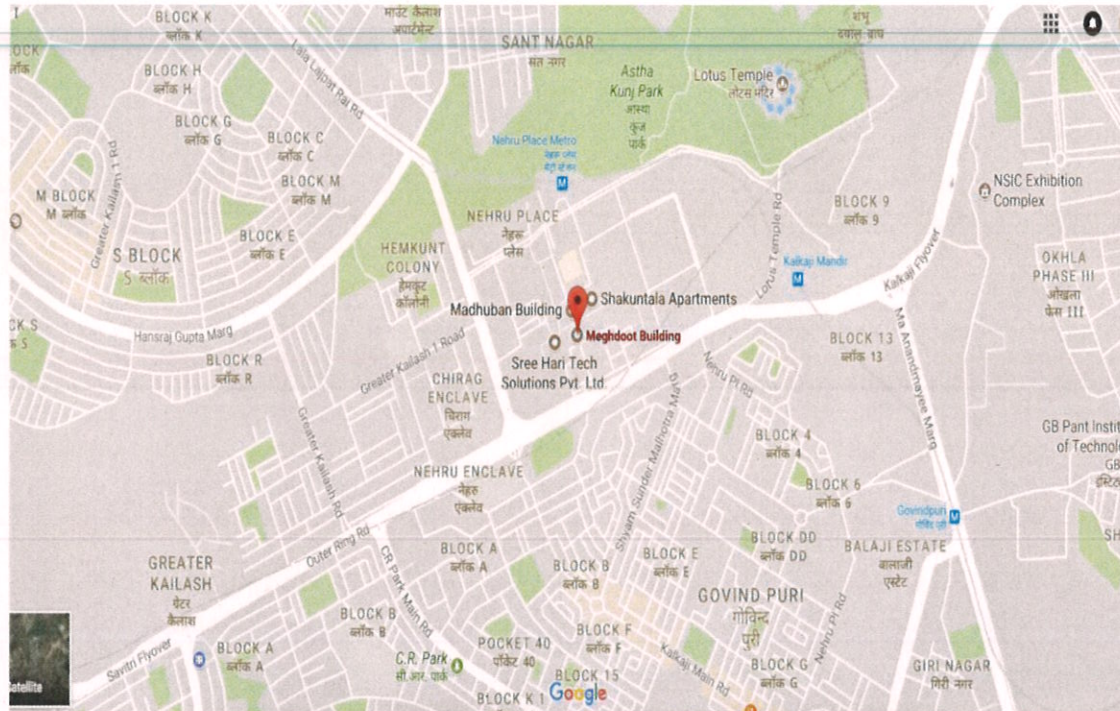 BLOCK K
ब्लॉक K
माउंट कैलाश
अपार्टमेन्ट
SANT NAGAR
संत नगर
BLOCK H
ब्लॉक H
Lala Lajpat Rai Rd
Astha
Kunj Park
आस्था
कुंज
पार्क
Lotus Temple
लोटस मंदिर
BLOCK G
ब्लॉक G
BLOCK C
ब्लॉक C
Nehru Place Metro
BLOCK M
ब्लॉक M
M BLOCK
M ब्लॉक
Greater Kailash 1 Rd
NSIC Exhibition
Complex
BLOCK 9
ब्लॉक 9
NEHRU PLACE
नेहरू
प्लेस
BLOCK E
ब्लॉक E
S BLOCK
S ब्लॉक
HEMKUNT
COLONY
हेमकुंट
कॉलोनी
Lotus Temple Rd
Kalkaji Mandir
Kalkaji Flyover
OKHLA
PHASE III
ओखला
फेस III
Shakuntala Apartments
Madhuban Building
Meghdoot Building
Hansraj Gupta Marg
BLOCK R
ब्लॉक R
Greater Kailash 1 Road
Sree Hari Tech
Solutions Pvt. Ltd.
BLOCK 13
ब्लॉक 13
Ma Anandmayee Marg
CHIRAG
ENCLAVE
चिराग
एंक्लेव
Nehru Pl Rd
Shyam Sunder Malhotra
Greater Kailash Rd
BLOCK 4
ब्लॉक 4
GB Pant
NEHRU ENCLAVE
नेहरू
एंक्लेव
BLOCK 6
ब्लॉक 6
Govindpuri
Outer Ring Rd
BLOCK DD
ब्लॉक DD
BALAJI ESTATE
बालाजी
एस्टेट
BLOCK A
ब्लॉक A
BLOCK B
ब्लॉक B
BLOCK E
ब्लॉक E
GREATER
KAILASH
ग्रेटर
कैलाश
CR Park Main Rd
GOVIND PURI
गोविन्द
पुरी
Nehru Pl Rd
BLOCK B
ब्लॉक B
BLOCK F
ब्लॉक F
POCKET 40
पॉकेट 40
Kalkaji Main Rd
BLOCK A
ब्लॉक A
Savitri Flyover
C.R. Park
सी.आर. पार्क
BLOCK G
ब्लॉक G
GIRI NAGAR
गिरी नगर
BLOCK 15
ब्लॉक 15
BLOCK K 1
Google